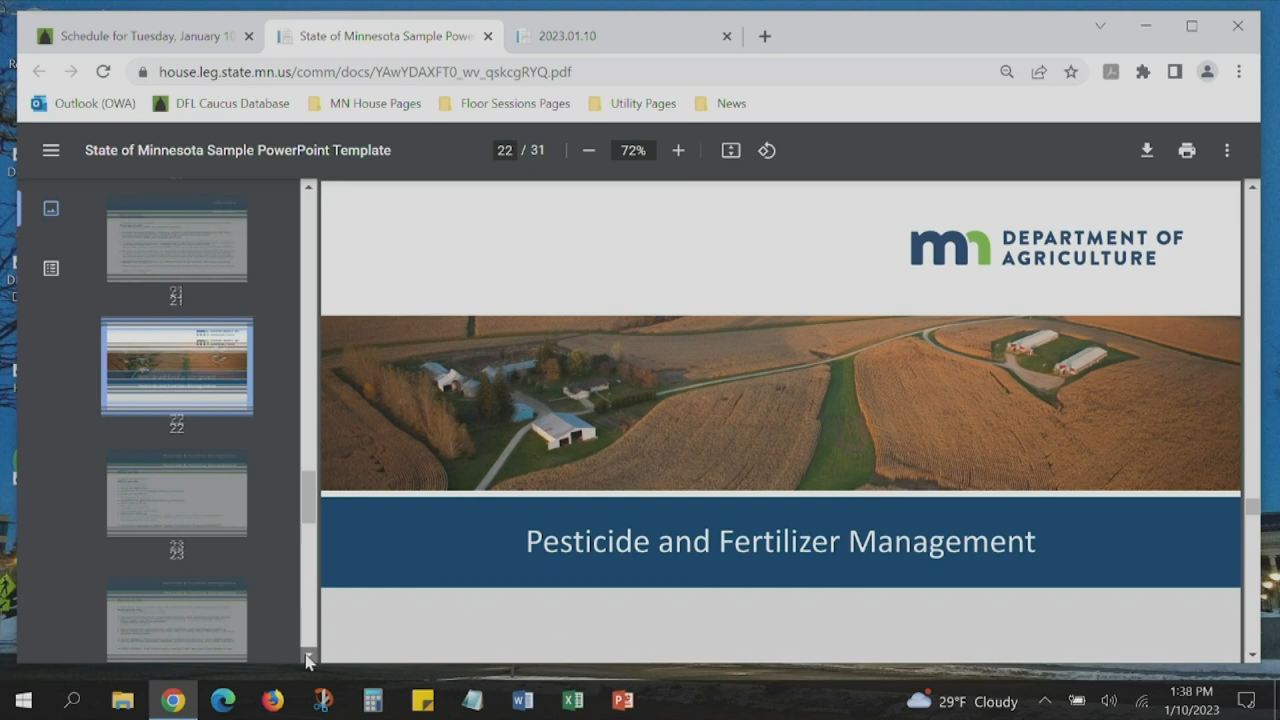 Schedule for Tuesday, January 10
State of Minnesota Sample Powe
2023.01.10
house.leg.state.mn.us/comm/docs/YAwYDAXFT0_wv_qskcgRYQ.pdf
Outlook (OWA)
DFL Caucus Database
MN House Pages
Floor Sessions Pages
Utility Pages
News
State of Minnesota Sample PowerPoint Template
22 / 31
72%
21
22
23
mn DEPARTMENT OF
AGRICULTURE
Pesticide and Fertilizer Management
29°F Cloudy
1:38 PM
1/10/2023